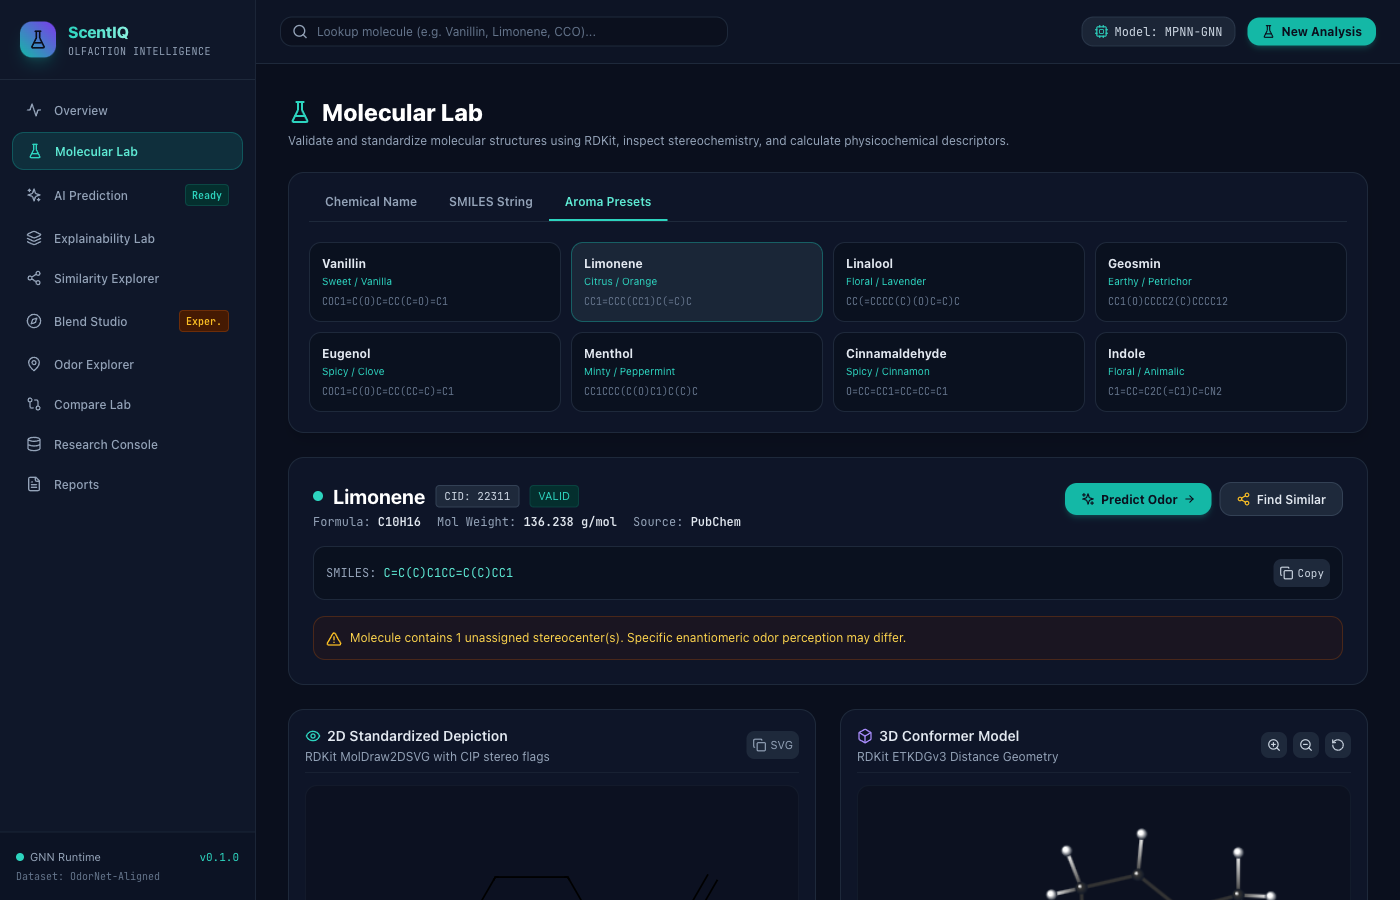 ScentIQ
OLFACTION INTELLIGENCE
Lookup molecule (e.g. Vanillin, Limonene, CCO)...
Model: MPNN-GNN
New Analysis
Overview
Molecular Lab
AI Prediction
Ready
Explainability Lab
Similarity Explorer
Blend Studio
Exper.
Odor Explorer
Compare Lab
Research Console
Reports
GNN Runtime
v0.1.0
Dataset: OdorNet-Aligned
Molecular Lab
Validate and standardize molecular structures using RDKit, inspect stereochemistry, and calculate physicochemical descriptors.
Chemical Name
SMILES String
Aroma Presets
Vanillin
Sweet / Vanilla
COC1=C(O)C=CC(C=O)=C1
Limonene
Citrus / Orange
CC1=CCC(CC1)C(=C)C
Linalool
Floral / Lavender
CC(=CCCC(C)(O)C=C)C
Geosmin
Earthy / Petrichor
CC1(O)CCCC2(C)CCCC12
Eugenol
Spicy / Clove
COC1=C(O)C=CC(CC=C)=C1
Menthol
Minty / Peppermint
CC1CCC(C(O)C1)C(C)C
Cinnamaldehyde
Spicy / Cinnamon
O=CC=CC1=CC=CC=C1
Indole
Floral / Animalic
C1=CC=C2C(=C1)C=CN2
Limonene
CID: 22311
VALID
Predict Odor
Find Similar
Formula: C10H16
Mol Weight: 136.238 g/mol
Source: PubChem
SMILES: C=C(C)C1CC=C(C)CC1
Copy
Molecule contains 1 unassigned stereocenter(s). Specific enantiomeric odor perception may differ.
2D Standardized Depiction
RDKit MolDraw2DSVG with CIP stereo flags
SVG
3D Conformer Model
RDKit ETKDGv3 Distance Geometry